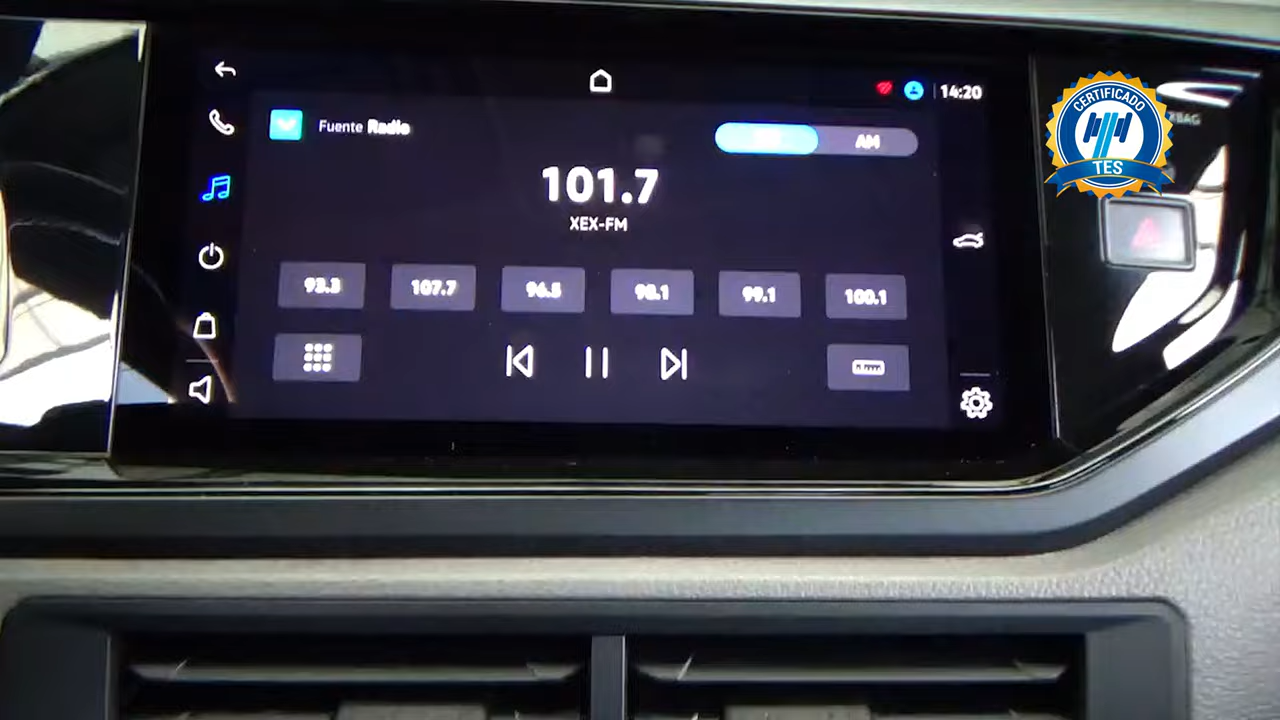 14:20
Fuente Radio
AM
101.7
XEX-FM
93.3
107.7
96.5
98.1
99.1
100.1
CERTIFICADO
TES